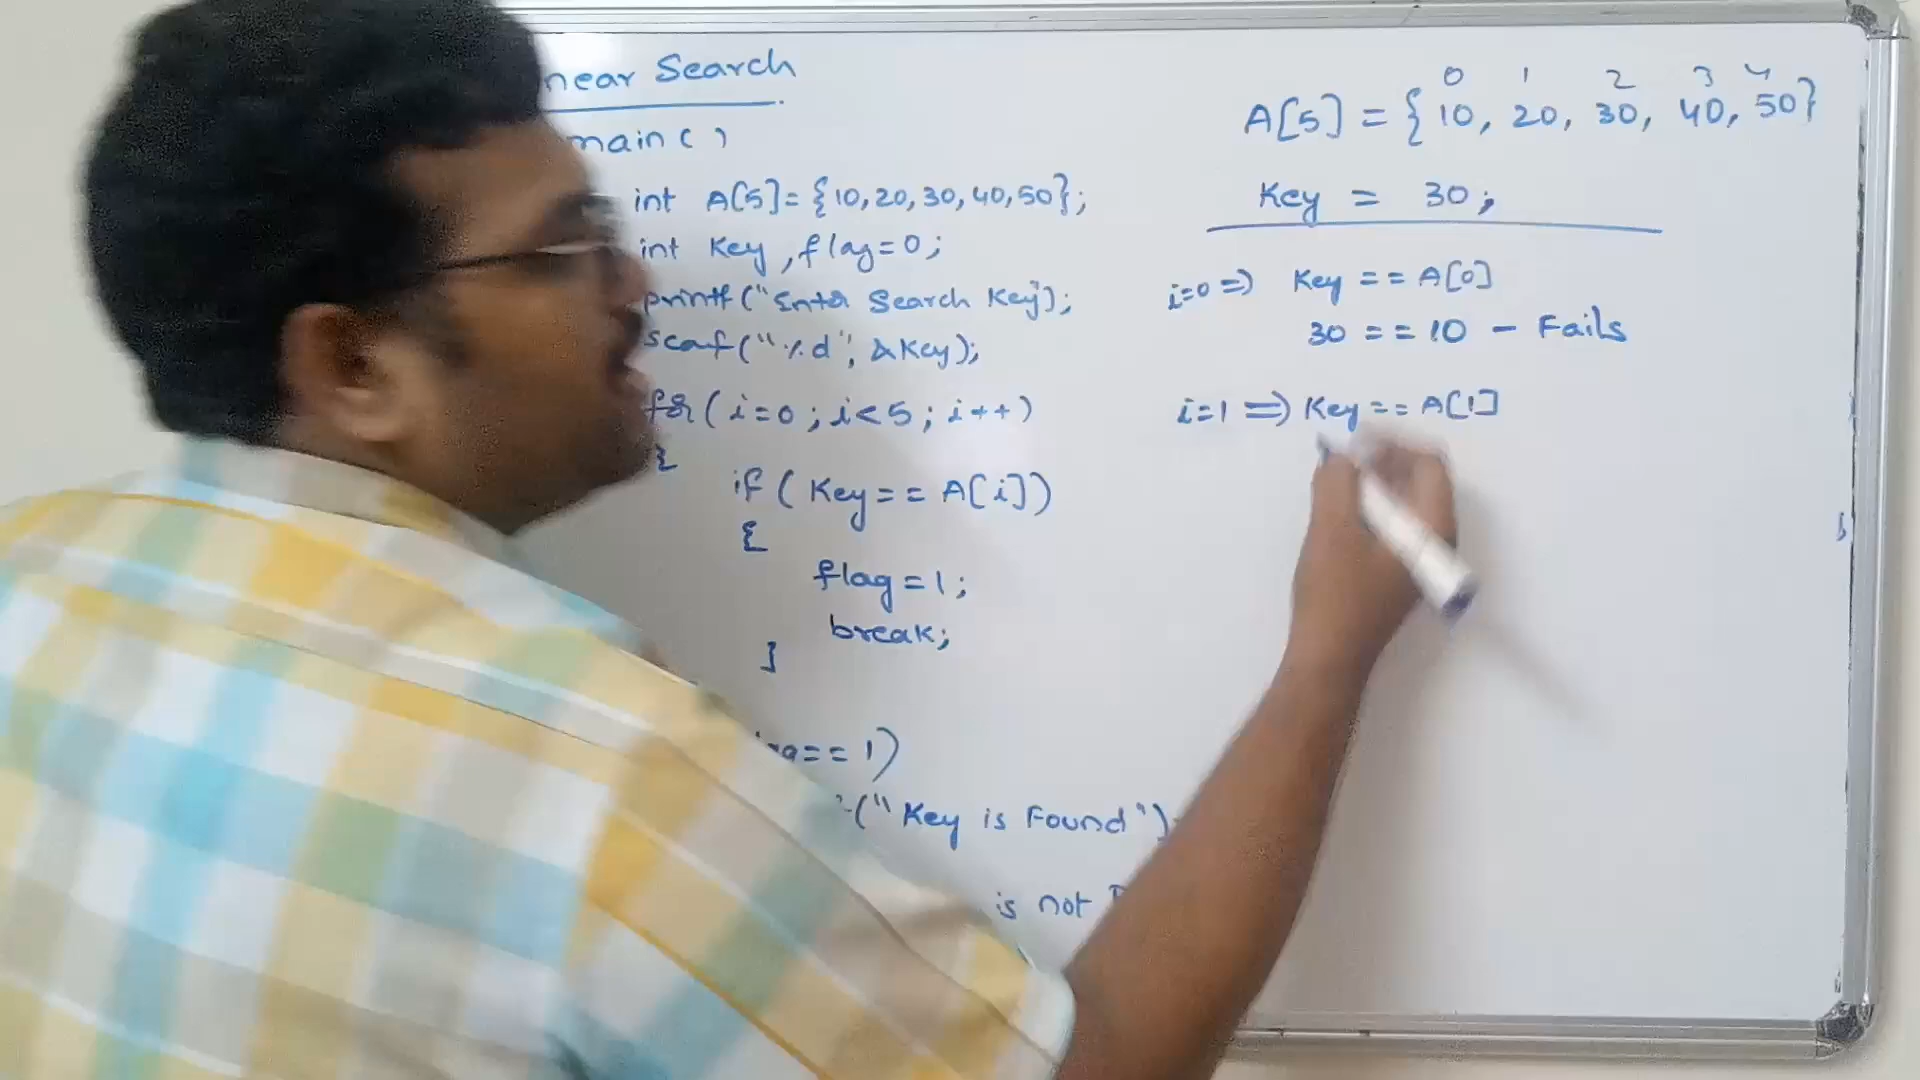 near Search
main ( )
int A[5] = {10, 20, 30, 40, 50};
int Key, flag=0;
printf ("Enter Search Key");
scaf ("%d", &Key);
for ( i=0 ; i<5 ; i++ )
{
if ( Key == A[i] )
{
flag = 1;
break;
}
== 1)
(" Key is Found ")
is not
0 1 2 3 4
A[5] = { 10, 20, 30, 40, 50}
Key = 30;
i=0 => Key == A[0]
30 == 10 - Fails
i=1 => Key == A[1]